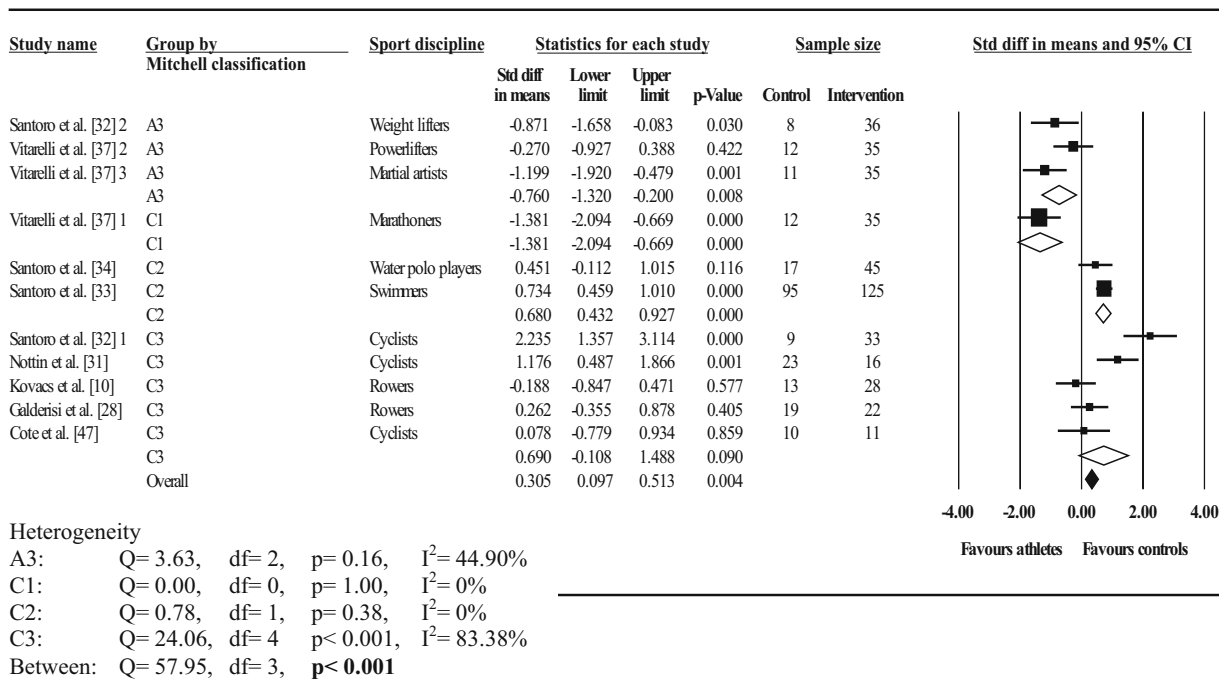 Study name Group by Sport discipline Statistics for each study Sample size Std diff in means and 95% CI
Mitchell classification
Std diff Lower Upper
in means limit limit p-Value Control Intervention
Santoro et al. [32] 2 A3 Weight lifters -0.871 -1.658 -0.083 0.030 8 36
Vitarelli et al. [37] 2 A3 Powerlifters -0.270 -0.927 0.388 0.422 12 35
Vitarelli et al. [37] 3 A3 Martial artists -1.199 -1.920 -0.479 0.001 11 35
A3 -0.760 -1.320 -0.200 0.008
Vitarelli et al. [37] 1 C1 Marathoners -1.381 -2.094 -0.669 0.000 12 35
C1 -1.381 -2.094 -0.669 0.000
Santoro et al. [34] C2 Water polo players 0.451 -0.112 1.015 0.116 17 45
Santoro et al. [33] C2 Swimmers 0.734 0.459 1.010 0.000 95 125
C2 0.680 0.432 0.927 0.000
Santoro et al. [32] 1 C3 Cyclists 2.235 1.357 3.114 0.000 9 33
Nottin et al. [31] C3 Cyclists 1.176 0.487 1.866 0.001 23 16
Kovacs et al. [10] C3 Rowers -0.188 -0.847 0.471 0.577 13 28
Galderisi et al. [28] C3 Rowers 0.262 -0.355 0.878 0.405 19 22
Cote et al. [47] C3 Cyclists 0.078 -0.779 0.934 0.859 10 11
C3 0.690 -0.108 1.488 0.090
Overall 0.305 0.097 0.513 0.004
-4.00 -2.00 0.00 2.00 4.00
Favours athletes Favours controls
Heterogeneity
A3: Q= 3.63, df= 2, p= 0.16, I²= 44.90%
C1: Q= 0.00, df= 0, p= 1.00, I²= 0%
C2: Q= 0.78, df= 1, p= 0.38, I²= 0%
C3: Q= 24.06, df= 4 p< 0.001, I²= 83.38%
Between: Q= 57.95, df= 3, p< 0.001